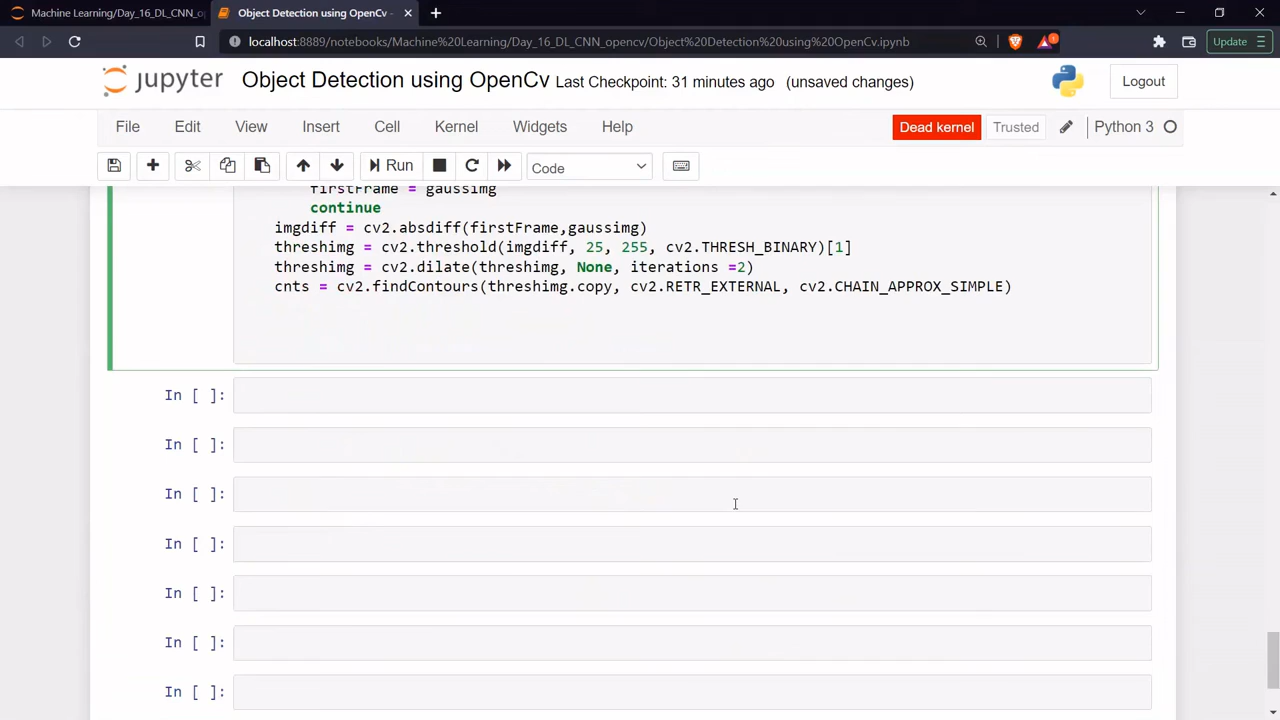 Machine Learning/Day_16_DL_CNN_op
Object Detection using OpenCv -
localhost:8889/notebooks/Machine%20Learning/Day_16_DL_CNN_opencv/Object%20Detection%20using%20OpenCv.ipynb
Update
jupyter Object Detection using OpenCv Last Checkpoint: 31 minutes ago (unsaved changes)
Logout
File Edit View Insert Cell Kernel Widgets Help
Dead kernel Trusted Python 3
Run Code
firstFrame = gaussimg
continue
imgdiff = cv2.absdiff(firstFrame,gaussimg)
threshimg = cv2.threshold(imgdiff, 25, 255, cv2.THRESH_BINARY)[1]
threshimg = cv2.dilate(threshimg, None, iterations =2)
cnts = cv2.findContours(threshimg.copy, cv2.RETR_EXTERNAL, cv2.CHAIN_APPROX_SIMPLE)
In [ ]:
In [ ]:
In [ ]:
In [ ]:
In [ ]:
In [ ]:
In [ ]: